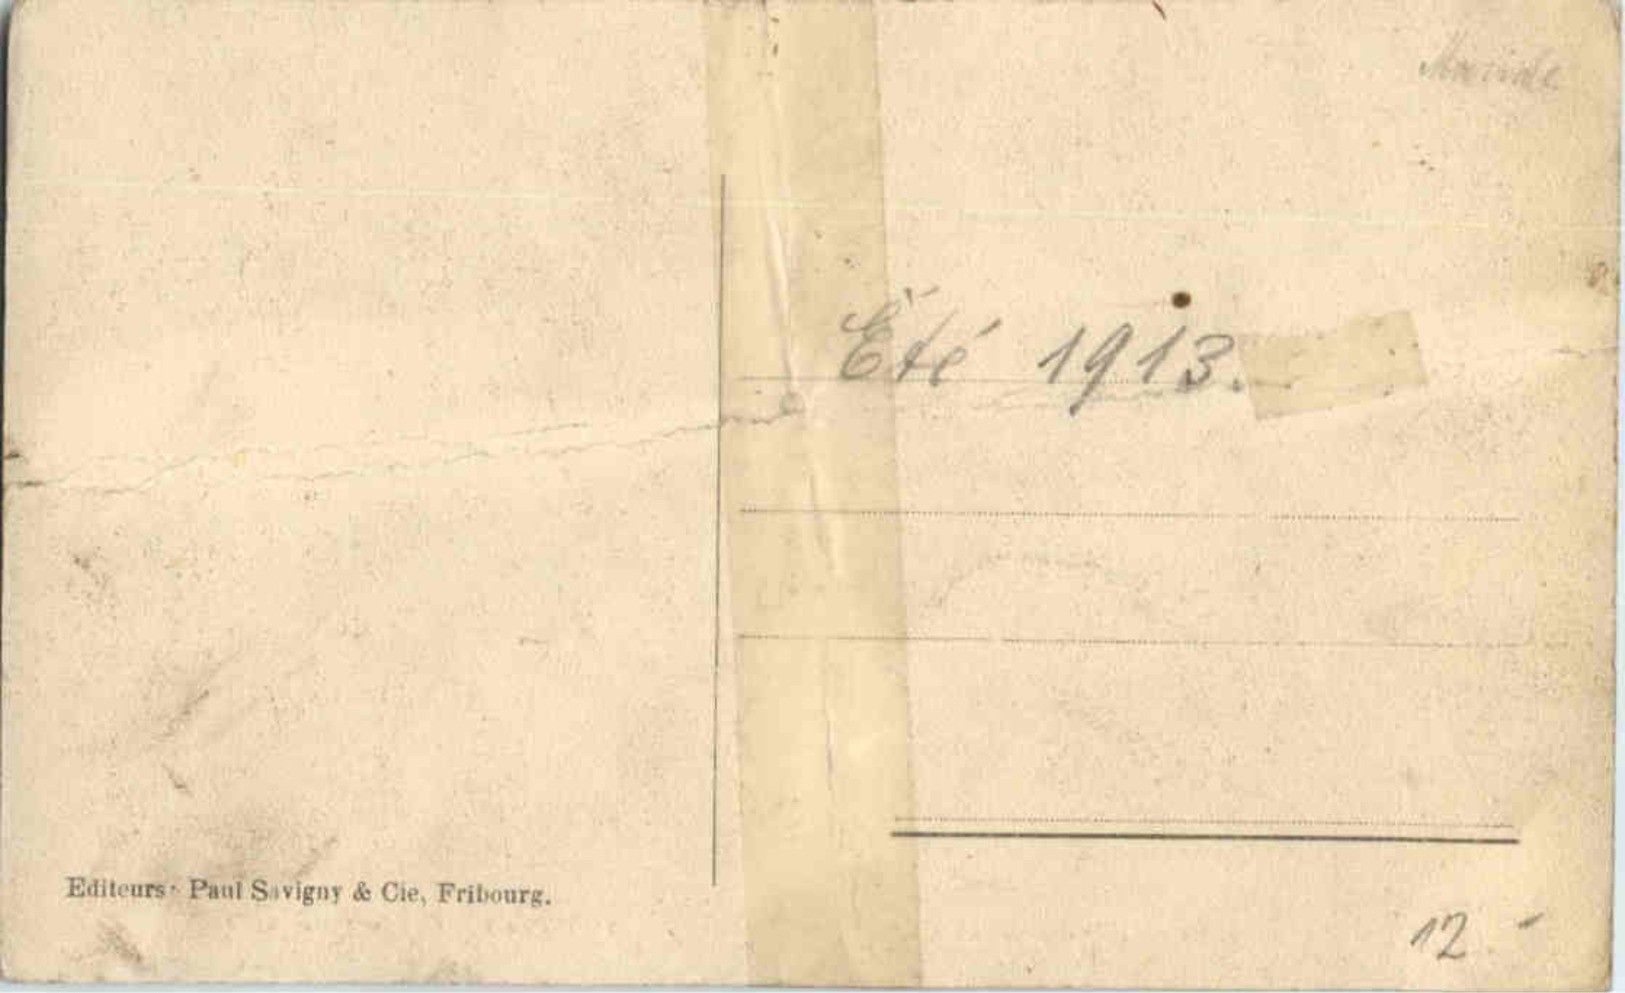 Été 1913.
Editeurs: Paul Savigny & Cie, Fribourg.
12.-